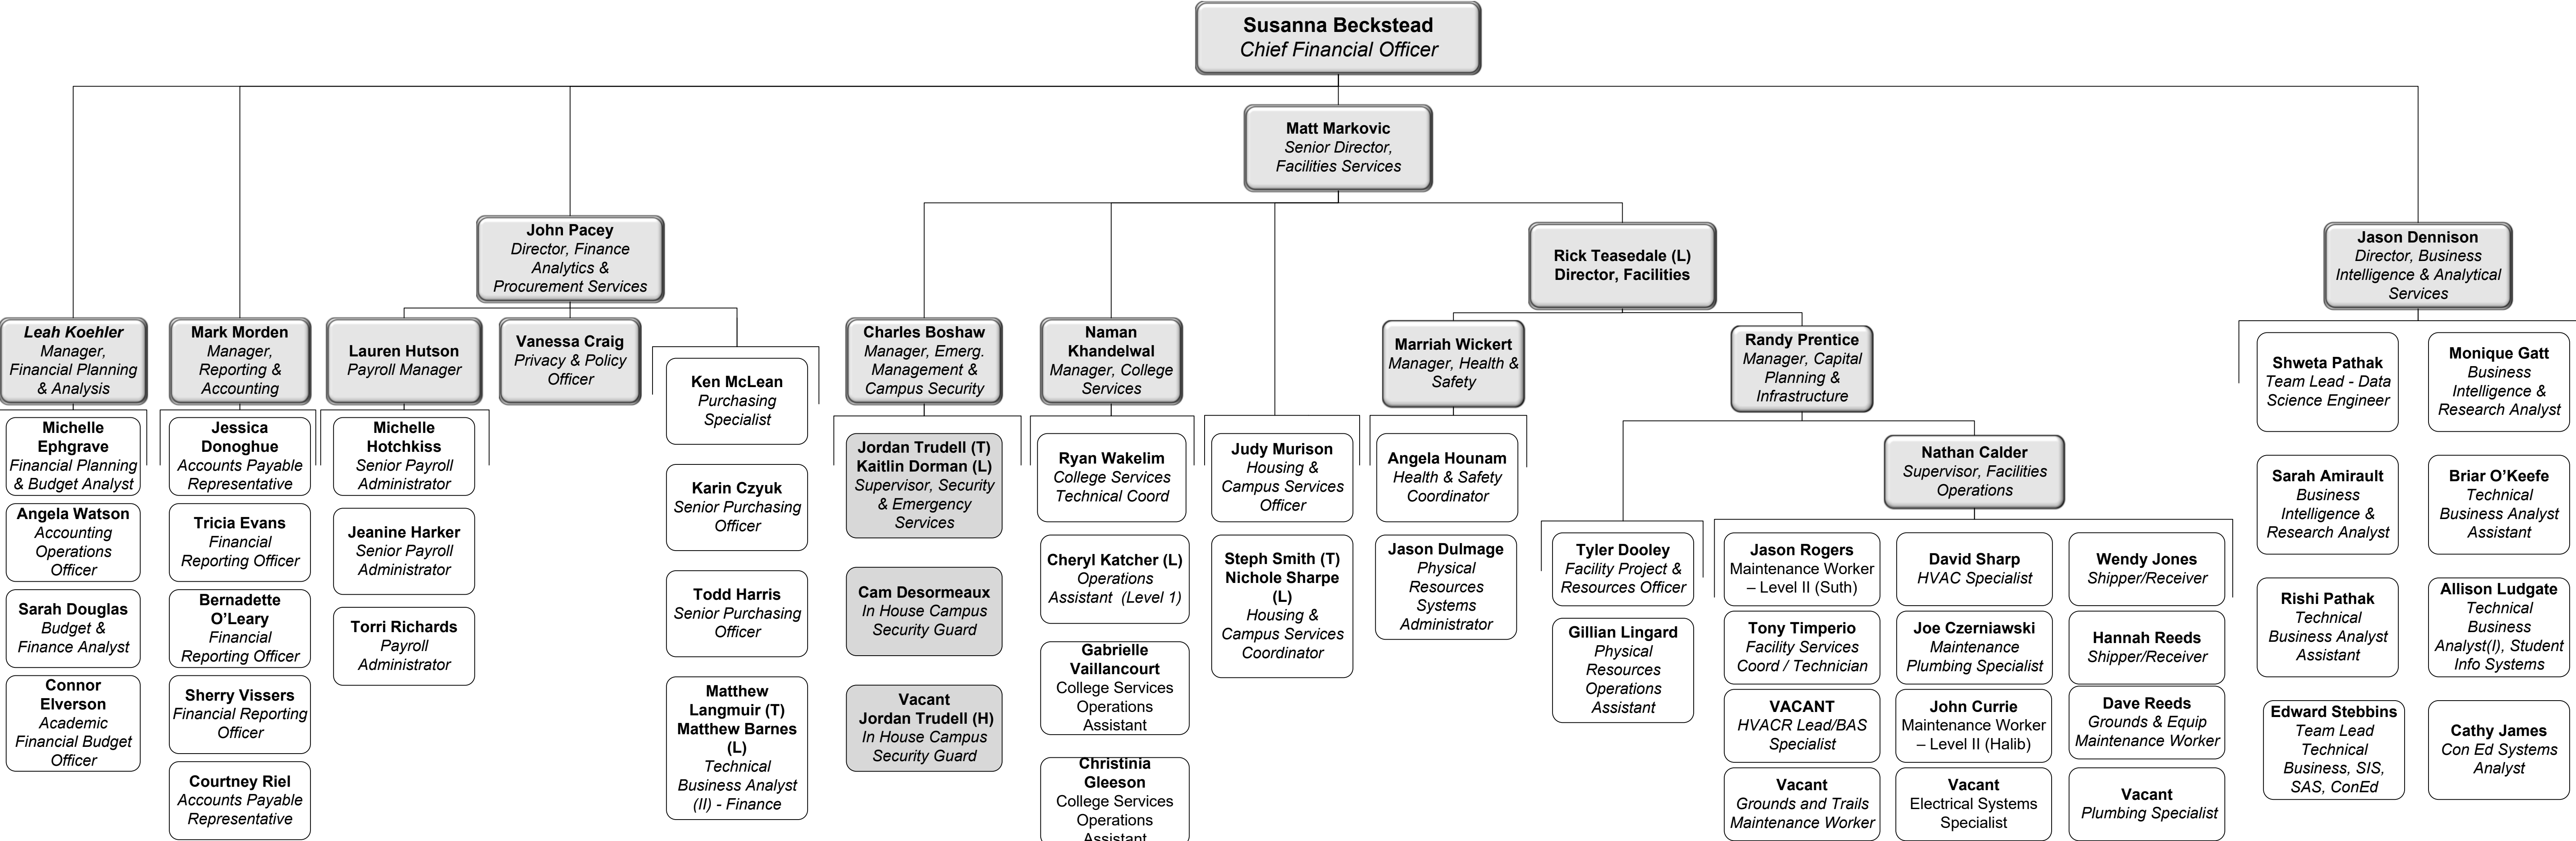 Susanna Beckstead
Chief Financial Officer
Matt Markovic
Senior Director,
Facilities Services
John Pacey
Director, Finance
Analytics &
Procurement Services
Rick Teasedale (L)
Director, Facilities
Jason Dennison
Director, Business
Intelligence & Analytical
Services
Leah Koehler
Manager,
Financial Planning
& Analysis
Michelle
Ephgrave
Financial Planning
& Budget Analyst
Angela Watson
Accounting
Operations
Officer
Sarah Douglas
Budget &
Finance Analyst
Connor
Elverson
Academic
Financial Budget
Officer
Mark Morden
Manager,
Reporting &
Accounting
Jessica
Donoghue
Accounts Payable
Representative
Tricia Evans
Financial
Reporting Officer
Bernadette
O’Leary
Financial
Reporting Officer
Sherry Vissers
Financial Reporting
Officer
Courtney Riel
Accounts Payable
Representative
Lauren Hutson
Payroll Manager
Michelle
Hotchkiss
Senior Payroll
Administrator
Jeanine Harker
Senior Payroll
Administrator
Torri Richards
Payroll
Administrator
Vanessa Craig
Privacy & Policy
Officer
Ken McLean
Purchasing
Specialist
Karin Czyuk
Senior Purchasing
Officer
Todd Harris
Senior Purchasing
Officer
Matthew
Langmuir (T)
Matthew Barnes
(L)
Technical
Business Analyst
(II) - Finance
Charles Boshaw
Manager, Emerg.
Management &
Campus Security
Jordan Trudell (T)
Kaitlin Dorman (L)
Supervisor, Security
& Emergency
Services
Cam Desormeaux
In House Campus
Security Guard
Vacant
Jordan Trudell (H)
In House Campus
Security Guard
Naman
Khandelwal
Manager, College
Services
Ryan Wakelim
College Services
Technical Coord
Cheryl Katcher (L)
Operations
Assistant (Level 1)
Gabrielle
Vaillancourt
College Services
Operations
Assistant
Christinia
Gleeson
College Services
Operations
Assistant
Judy Murison
Housing &
Campus Services
Officer
Steph Smith (T)
Nichole Sharpe
(L)
Housing &
Campus Services
Coordinator
Marriah Wickert
Manager, Health &
Safety
Angela Hounam
Health & Safety
Coordinator
Jason Dulmage
Physical
Resources
Systems
Administrator
Randy Prentice
Manager, Capital
Planning &
Infrastructure
Nathan Calder
Supervisor, Facilities
Operations
Tyler Dooley
Facility Project &
Resources Officer
Gillian Lingard
Physical
Resources
Operations
Assistant
Jason Rogers
Maintenance Worker
– Level II (Suth)
Tony Timperio
Facility Services
Coord / Technician
VACANT
HVACR Lead/BAS
Specialist
Vacant
Grounds and Trails
Maintenance Worker
David Sharp
HVAC Specialist
Joe Czerniawski
Maintenance
Plumbing Specialist
John Currie
Maintenance Worker
– Level II (Halib)
Vacant
Electrical Systems
Specialist
Wendy Jones
Shipper/Receiver
Hannah Reeds
Shipper/Receiver
Dave Reeds
Grounds & Equip
Maintenance Worker
Vacant
Plumbing Specialist
Shweta Pathak
Team Lead - Data
Science Engineer
Sarah Amirault
Business
Intelligence &
Research Analyst
Rishi Pathak
Technical
Business Analyst
Assistant
Edward Stebbins
Team Lead
Technical
Business, SIS,
SAS, ConEd
Monique Gatt
Business
Intelligence &
Research Analyst
Briar O’Keefe
Technical
Business Analyst
Assistant
Allison Ludgate
Technical
Business
Analyst(I), Student
Info Systems
Cathy James
Con Ed Systems
Analyst